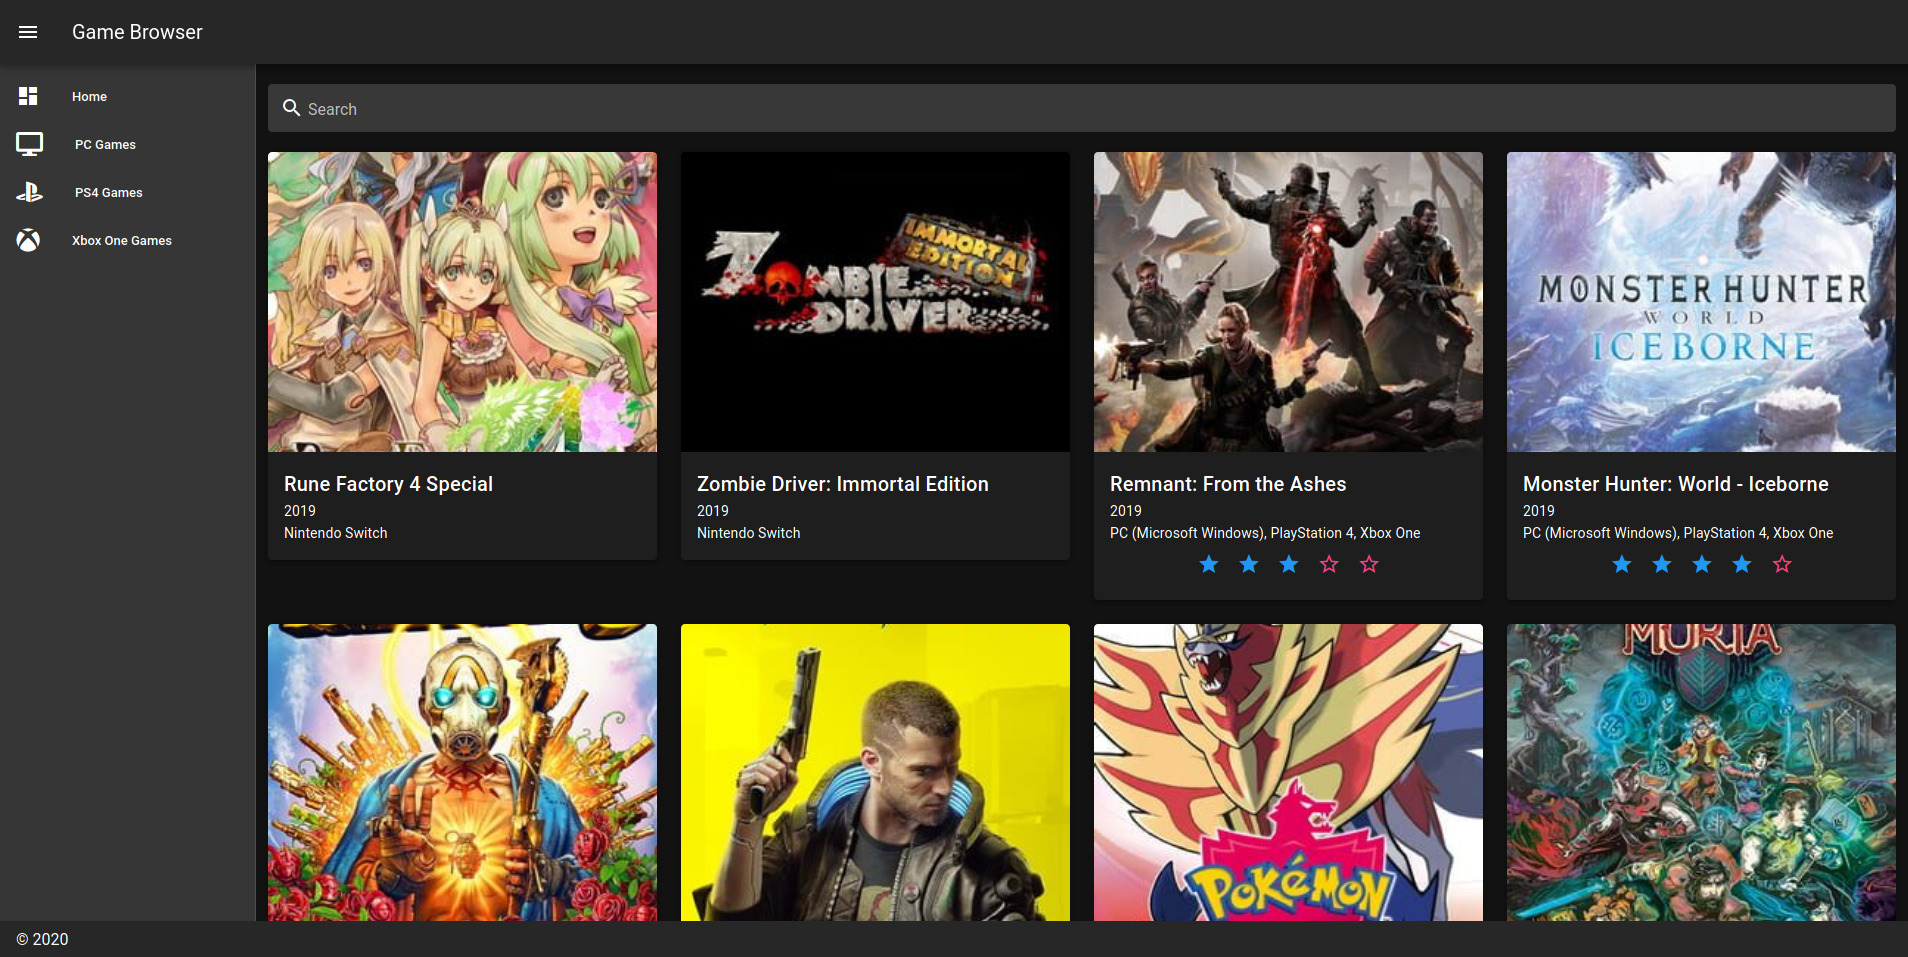 Game Browser
Home
PC Games
PS4 Games
Xbox One Games
Search
ZOMBIE DRIVER
IMMORTAL EDITION™
MONSTER HUNTER
WORLD
ICEBORNE
Rune Factory 4 Special
2019
Nintendo Switch
Zombie Driver: Immortal Edition
2019
Nintendo Switch
Remnant: From the Ashes
2019
PC (Microsoft Windows), PlayStation 4, Xbox One
Monster Hunter: World - Iceborne
2019
PC (Microsoft Windows), PlayStation 4, Xbox One
POKéMON
© 2020